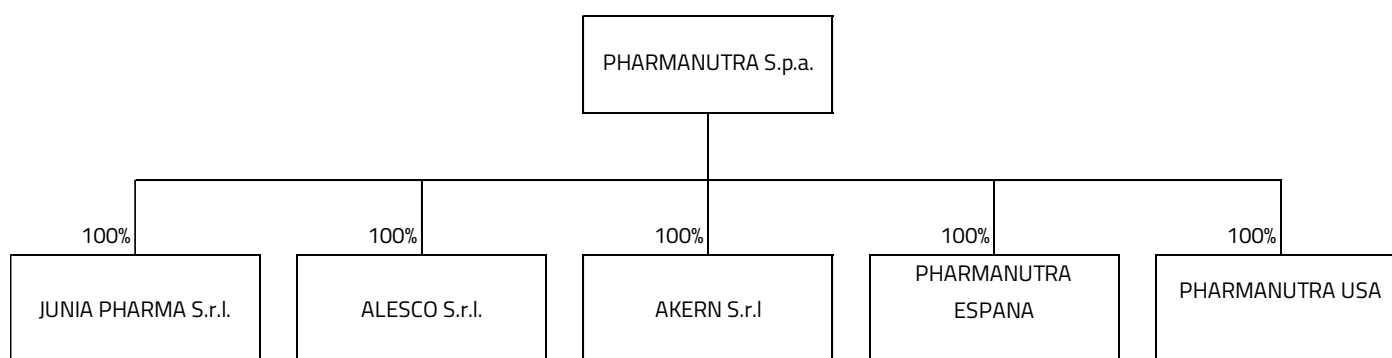 PHARMANUTRA S.p.a.
100%
100%
100%
100%
100%
JUNIA PHARMA S.r.l.
ALESCO S.r.l.
AKERN S.r.l
PHARMANUTRA
ESPANA
PHARMANUTRA USA